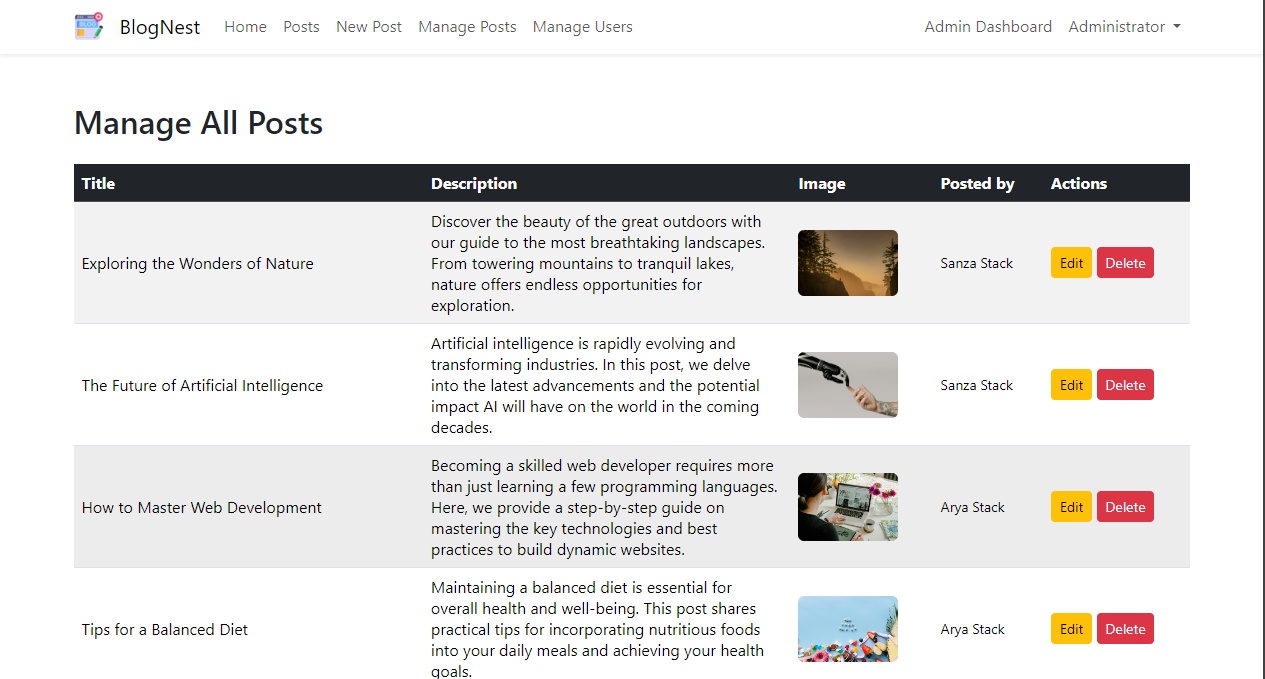 BlogNest Home Posts New Post Manage Posts Manage Users Admin Dashboard Administrator
Manage All Posts
Title Description Image Posted by Actions
Exploring the Wonders of Nature
Discover the beauty of the great outdoors with
our guide to the most breathtaking landscapes.
From towering mountains to tranquil lakes,
nature offers endless opportunities for
exploration.
Sanza Stack
Edit Delete
The Future of Artificial Intelligence
Artificial intelligence is rapidly evolving and
transforming industries. In this post, we delve
into the latest advancements and the potential
impact AI will have on the world in the coming
decades.
Sanza Stack
Edit Delete
How to Master Web Development
Becoming a skilled web developer requires more
than just learning a few programming languages.
Here, we provide a step-by-step guide on
mastering the key technologies and best
practices to build dynamic websites.
Arya Stack
Edit Delete
Tips for a Balanced Diet
Maintaining a balanced diet is essential for
overall health and well-being. This post shares
practical tips for incorporating nutritious foods
into your daily meals and achieving your health
goals.
Arya Stack
Edit Delete